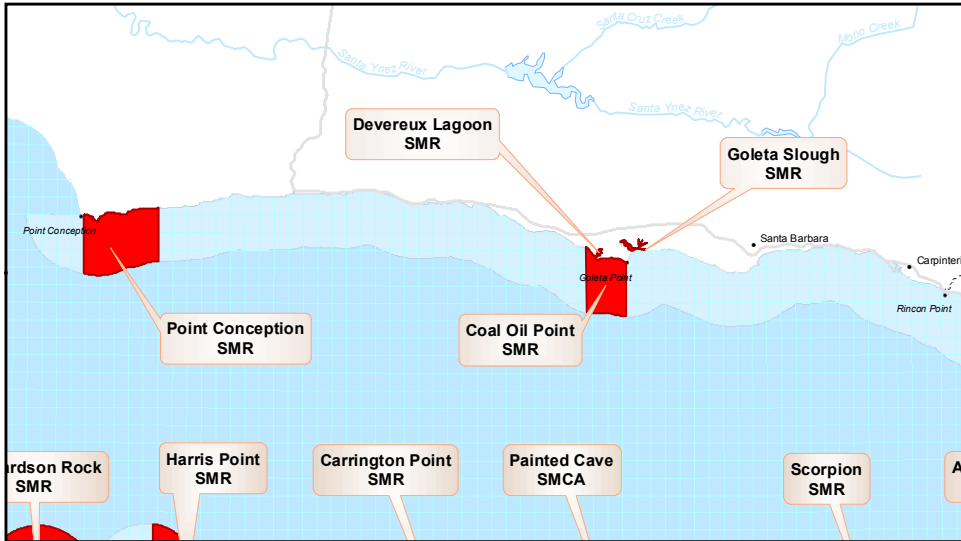 Santa Cruz Creek
Mono Creek
Santa Ynez River
Santa Ynez River
Devereux Lagoon
SMR
Goleta Slough
SMR
Point Conception
Santa Barbara
Carpinteri
Goleta Point
Rincon Point
Point Conception
SMR
Coal Oil Point
SMR
ardson Rock
SMR
Harris Point
SMR
Carrington Point
SMR
Painted Cave
SMCA
Scorpion
SMR
A